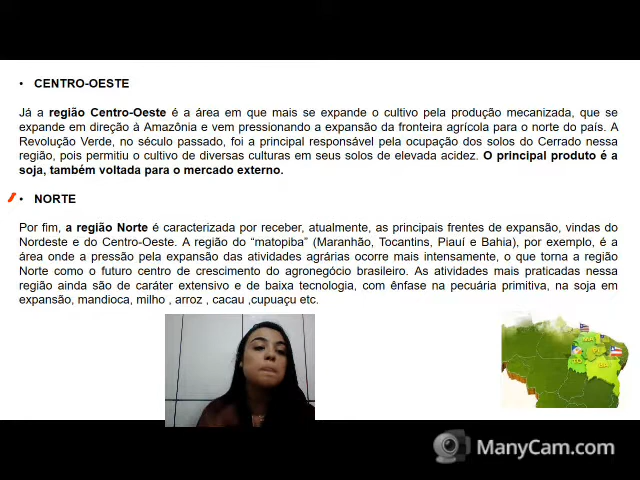 • CENTRO-OESTE
Já a região Centro-Oeste é a área em que mais se expande o cultivo pela produção mecanizada, que se
expande em direção à Amazônia e vem pressionando a expansão da fronteira agrícola para o norte do país. A
Revolução Verde, no século passado, foi a principal responsável pela ocupação dos solos do Cerrado nessa
região, pois permitiu o cultivo de diversas culturas em seus solos de elevada acidez. O principal produto é a
soja, também voltada para o mercado externo.
• NORTE
Por fim, a região Norte é caracterizada por receber, atualmente, as principais frentes de expansão, vindas do
Nordeste e do Centro-Oeste. A região do “matopiba” (Maranhão, Tocantins, Piauí e Bahia), por exemplo, é a
área onde a pressão pela expansão das atividades agrárias ocorre mais intensamente, o que torna a região
Norte como o futuro centro de crescimento do agronegócio brasileiro. As atividades mais praticadas nessa
região ainda são de caráter extensivo e de baixa tecnologia, com ênfase na pecuária primitiva, na soja em
expansão, mandioca, milho , arroz , cacau ,cupuaçu etc.
ManyCam.com